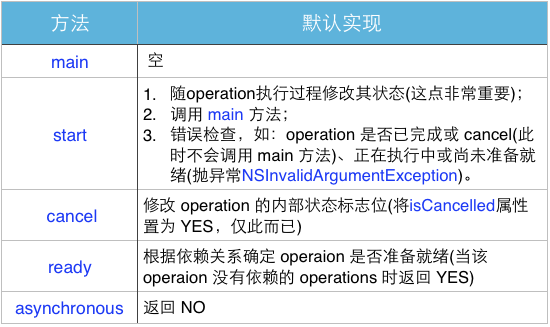 方法 默认实现
main 空
1. 随operation执行过程修改其状态(这点非常重要)；
2. 调用 main 方法；
start 3. 错误检查，如：operation 是否已完成或 cancel(此
时不会调用 main 方法)、正在执行中或尚未准备就
绪(抛异常NSInvalidArgumentException)。
cancel 修改 operation 的内部状态标志位(将isCancelled属性
置为 YES，仅此而已)
ready 根据依赖关系确定 operaion 是否准备就绪(当该
operaion 没有依赖的 operations 时返回 YES)
asynchronous 返回 NO